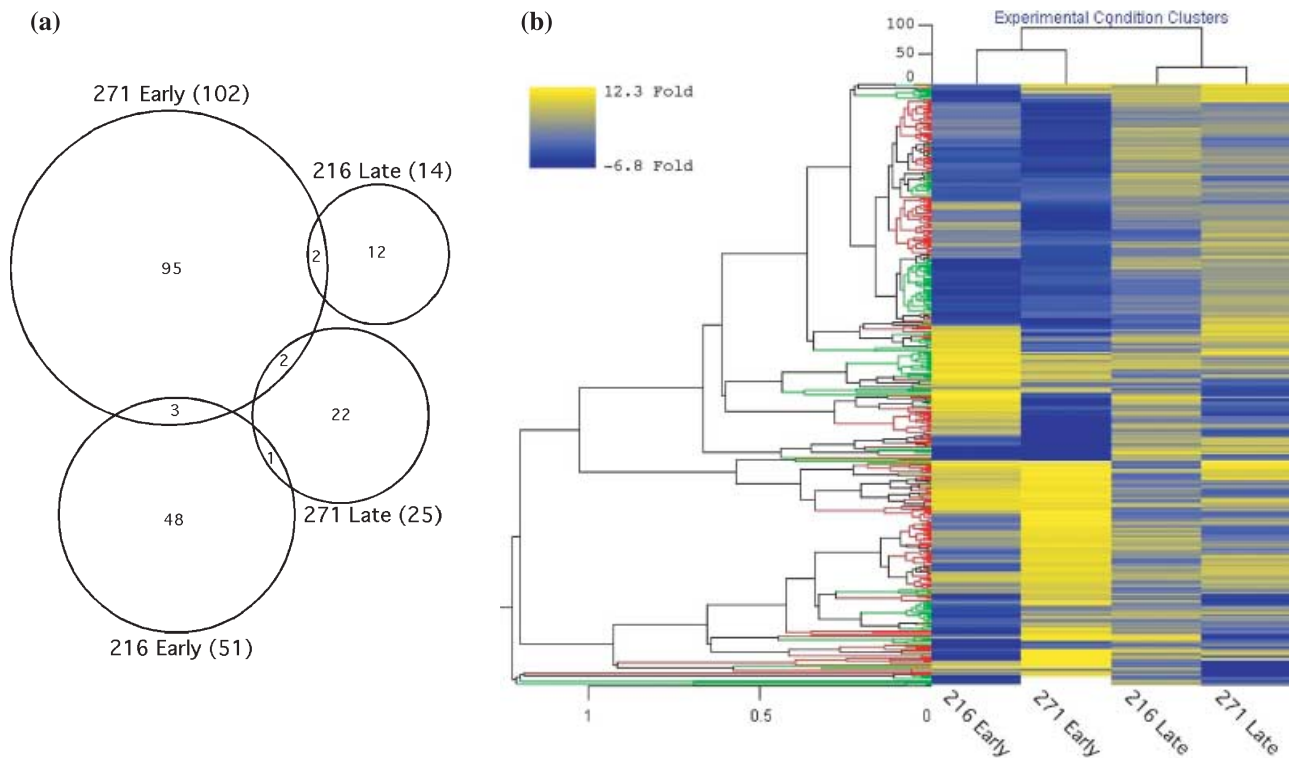 (a)
271 Early (102)
216 Late (14)
95
2
12
2
3
22
1
48
271 Late (25)
216 Early (51)
(b)
Experimental Condition Clusters
100
50
0
12.3 Fold
-6.8 Fold
1
0.5
0
216 Early
271 Early
216 Late
271 Late